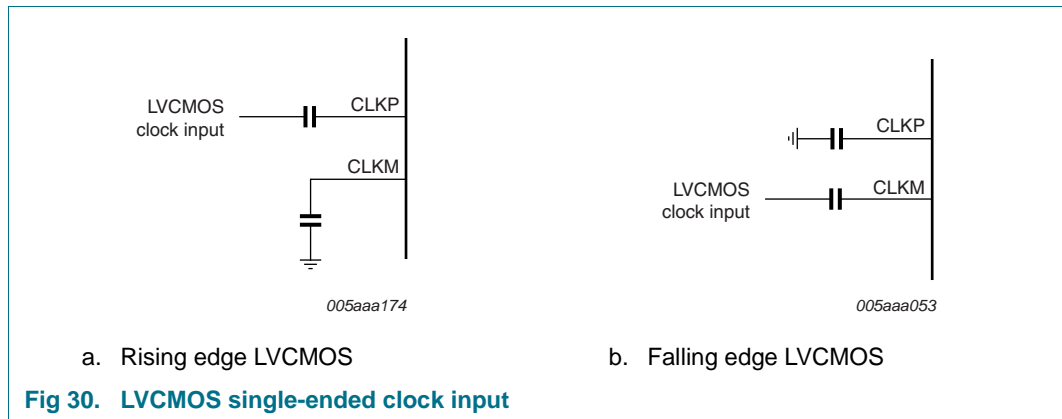 LVCMOS
clock input
CLKP
CLKM
005aaa174
a. Rising edge LVCMOS
CLKP
LVCMOS
clock input
CLKM
005aaa053
b. Falling edge LVCMOS
Fig 30. LVCMOS single-ended clock input